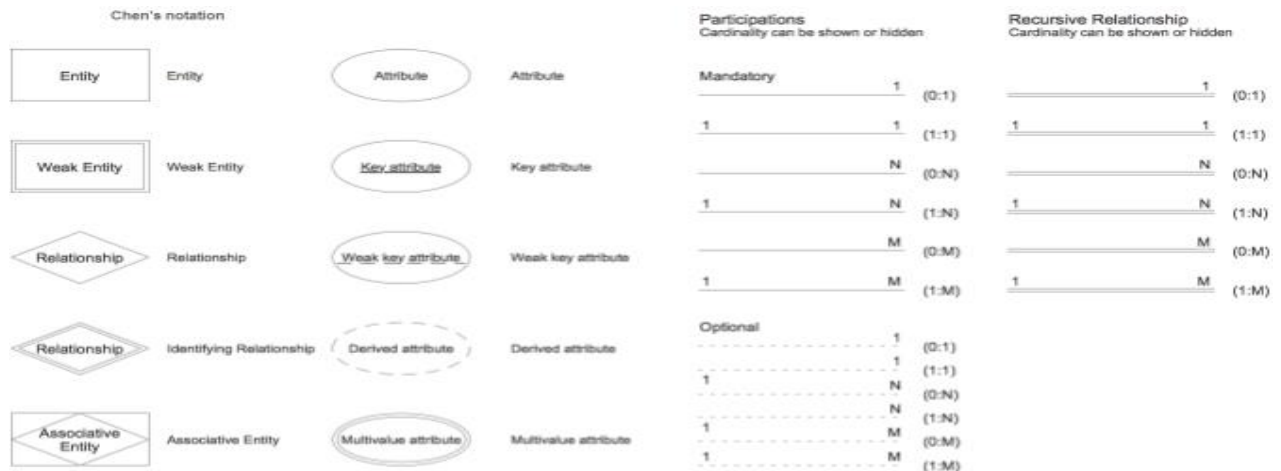 Chen's notation
Entity
Entity
Attribute
Attribute
Weak Entity
Weak Entity
Key attribute
Key attribute
Relationship
Relationship
Weak key attribute
Weak key attribute
Relationship
Identifying Relationship
Derived attribute
Derived attribute
Associative
Entity
Associative Entity
Multivalue attribute
Multivalue attribute
Participations
Cardinality can be shown or hidden
Mandatory
1 (0:1)
1 1 (1:1)
N (0:N)
1 N (1:N)
M (0:M)
1 M (1:M)
Optional
1 (0:1)
1 (1:1)
1 N (0:N)
N (1:N)
1 M (0:M)
1 M (1:M)
Recursive Relationship
Cardinality can be shown or hidden
1 (0:1)
1 1 (1:1)
N (0:N)
1 N (1:N)
M (0:M)
1 M (1:M)